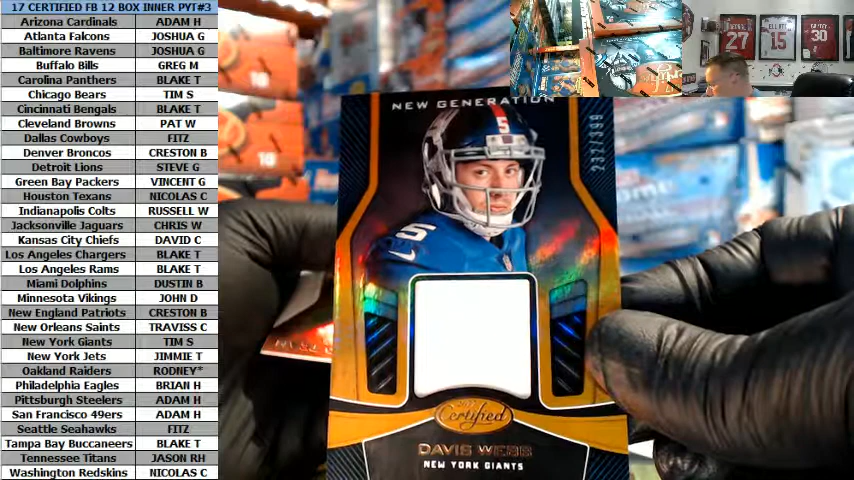 17 CERTIFIED FB 12 BOX INNER PYT#3
Arizona Cardinals ADAM H
Atlanta Falcons JOSHUA G
Baltimore Ravens JOSHUA G
Buffalo Bills GREG M
Carolina Panthers BLAKE T
Chicago Bears TIM S
Cincinnati Bengals BLAKE T
Cleveland Browns PAT W
Dallas Cowboys FITZ
Denver Broncos CRESTON B
Detroit Lions STEVE G
Green Bay Packers VINCENT G
Houston Texans NICOLAS C
Indianapolis Colts RUSSELL W
Jacksonville Jaguars CHRIS W
Kansas City Chiefs DAVID C
Los Angeles Chargers BLAKE T
Los Angeles Rams BLAKE T
Miami Dolphins DUSTIN B
Minnesota Vikings JOHN D
New England Patriots CRESTON B
New Orleans Saints TRAVISS C
New York Giants TIM S
New York Jets JIMMIE T
Oakland Raiders RODNEY*
Philadelphia Eagles BRIAN H
Pittsburgh Steelers ADAM H
San Francisco 49ers ADAM H
Seattle Seahawks FITZ
Tampa Bay Buccaneers BLAKE T
Tennessee Titans JASON RH
Washington Redskins NICOLAS C
NEW GENERATION
232/399
5
5
Certified
DAVIS WEBB
NEW YORK GIANTS
27
15
30